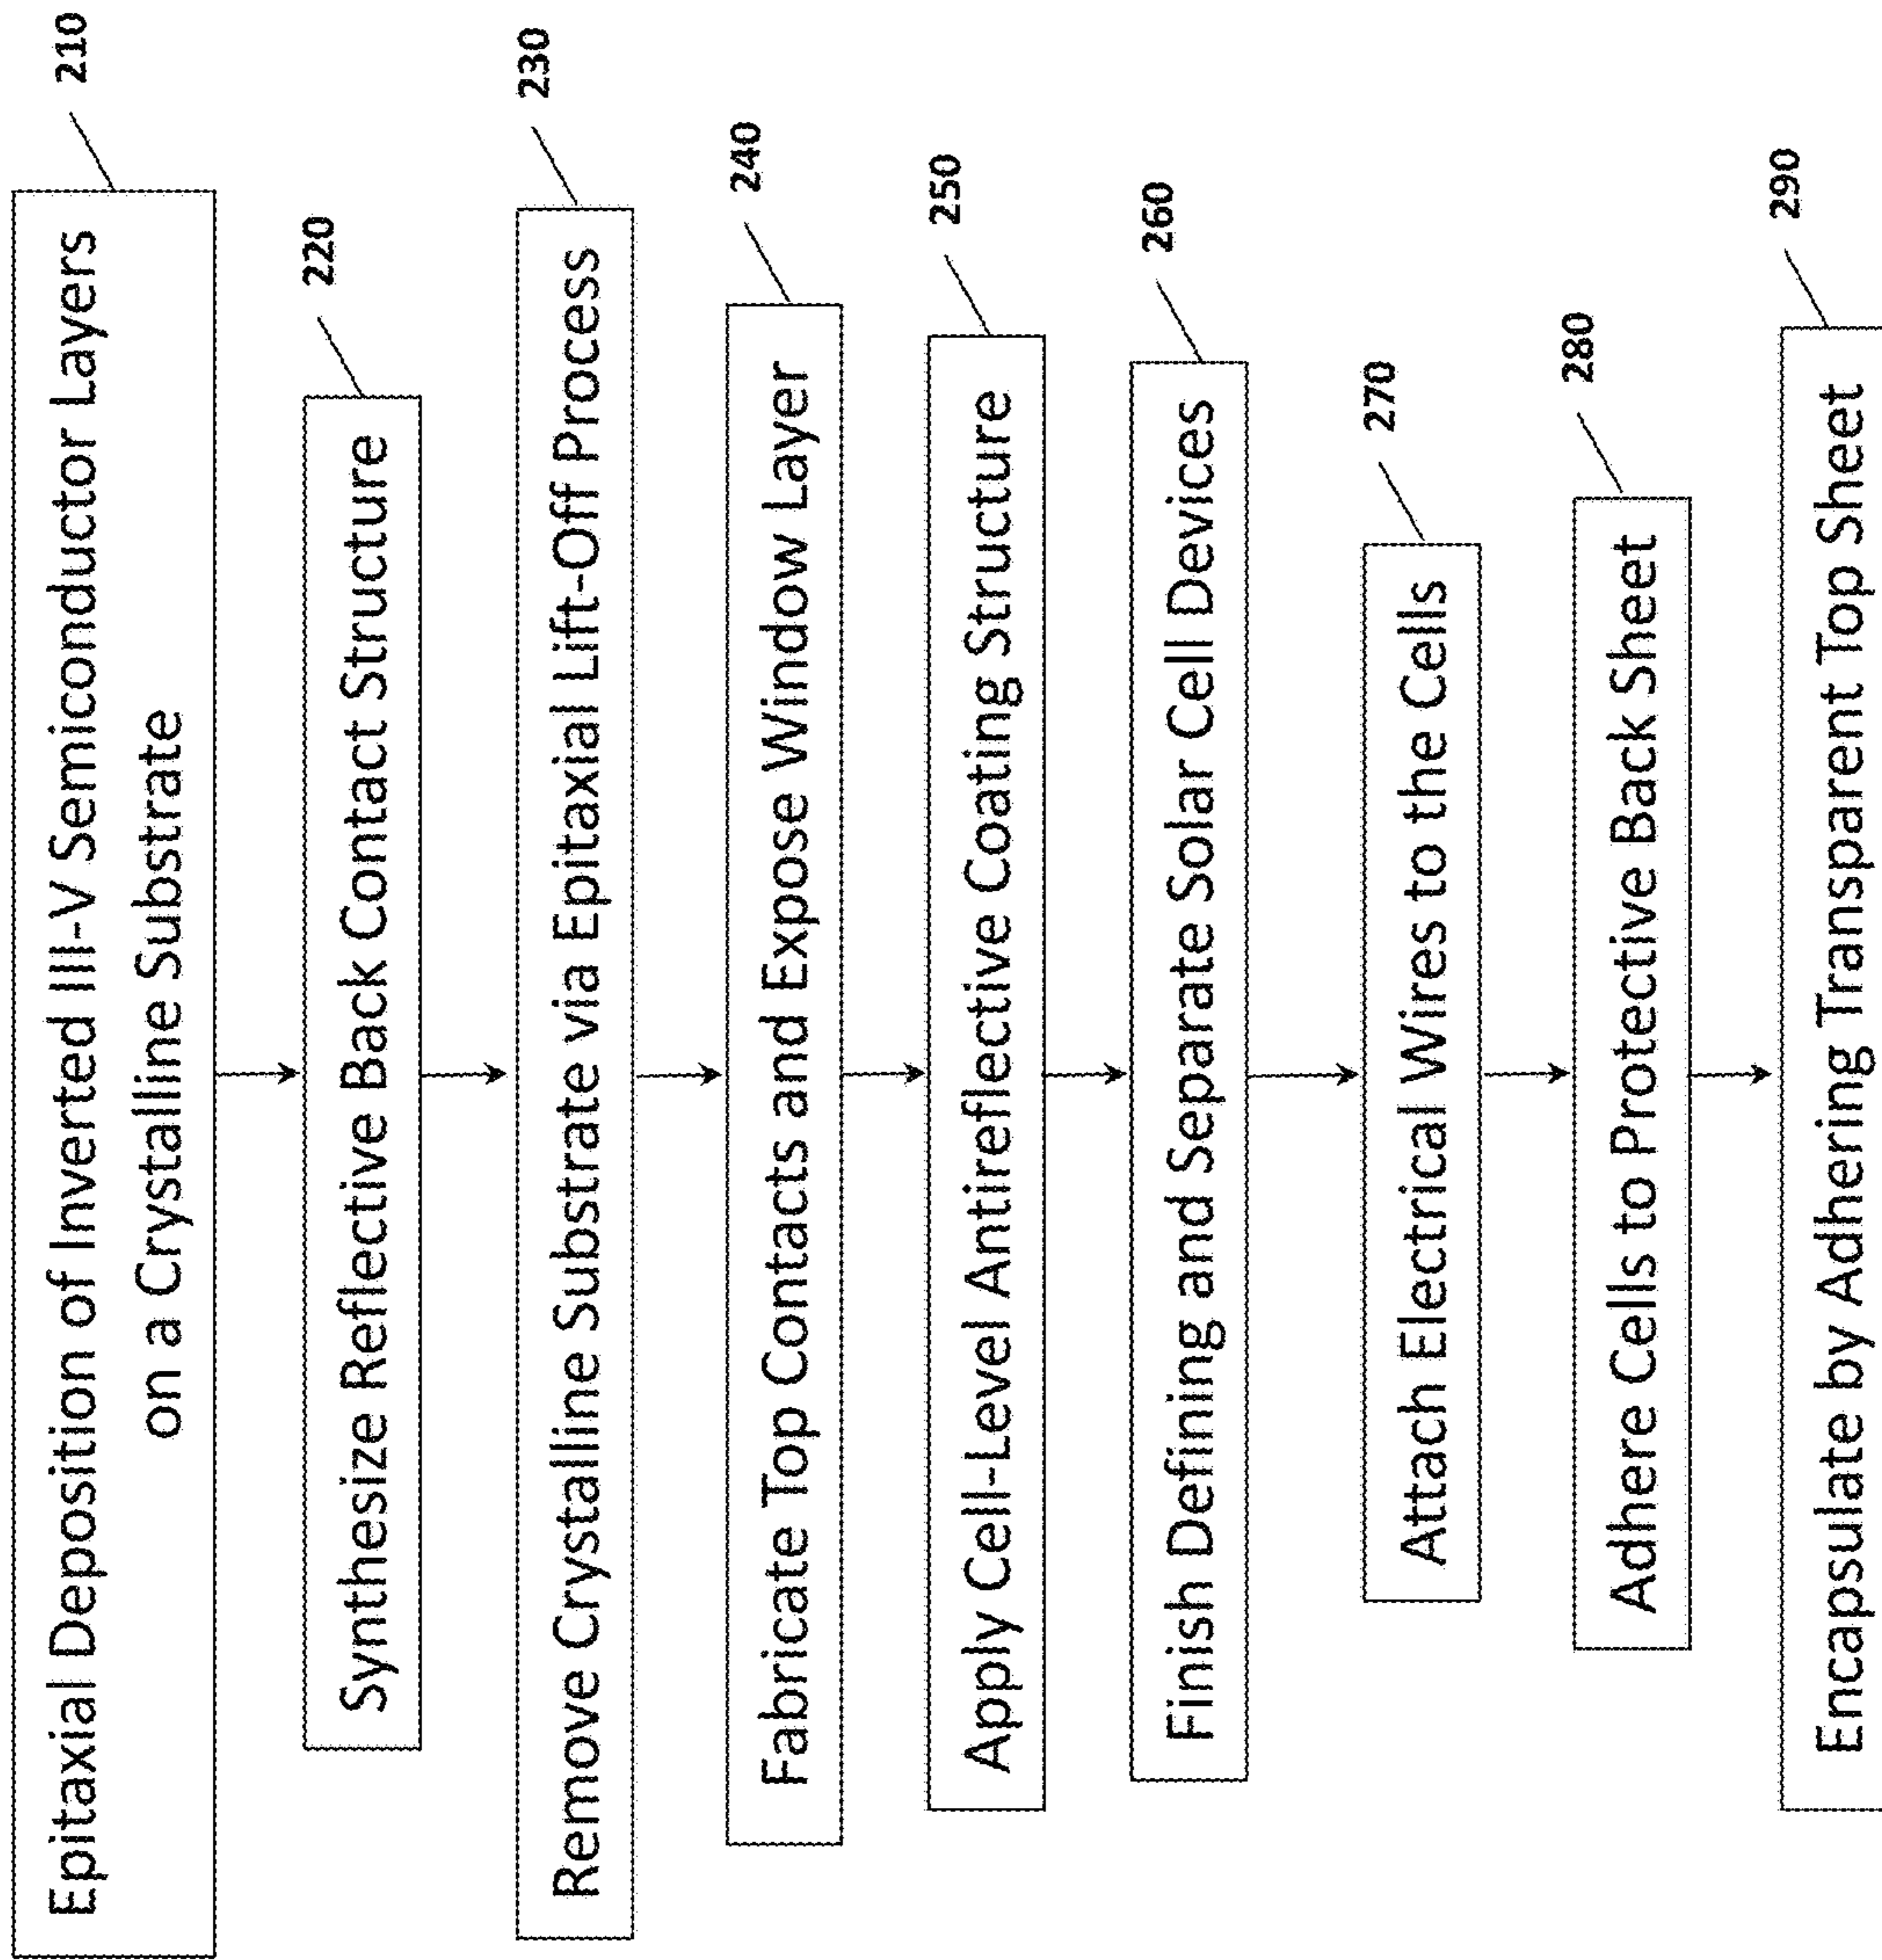 Epitaxial Deposition of Inverted III-V Semiconductor Layers
on a Crystalline Substrate
210
Synthesize Reflective Back Contact Structure
220
Remove Crystalline Substrate via Epitaxial Lift-Off Process
230
Fabricate Top Contacts and Expose Window Layer
240
Apply Cell-Level Antireflective Coating Structure
250
Finish Defining and Separate Solar Cell Devices
260
Attach Electrical Wires to the Cells
270
Adhere Cells to Protective Back Sheet
280
Encapsulate by Adhering Transparent Top Sheet
290